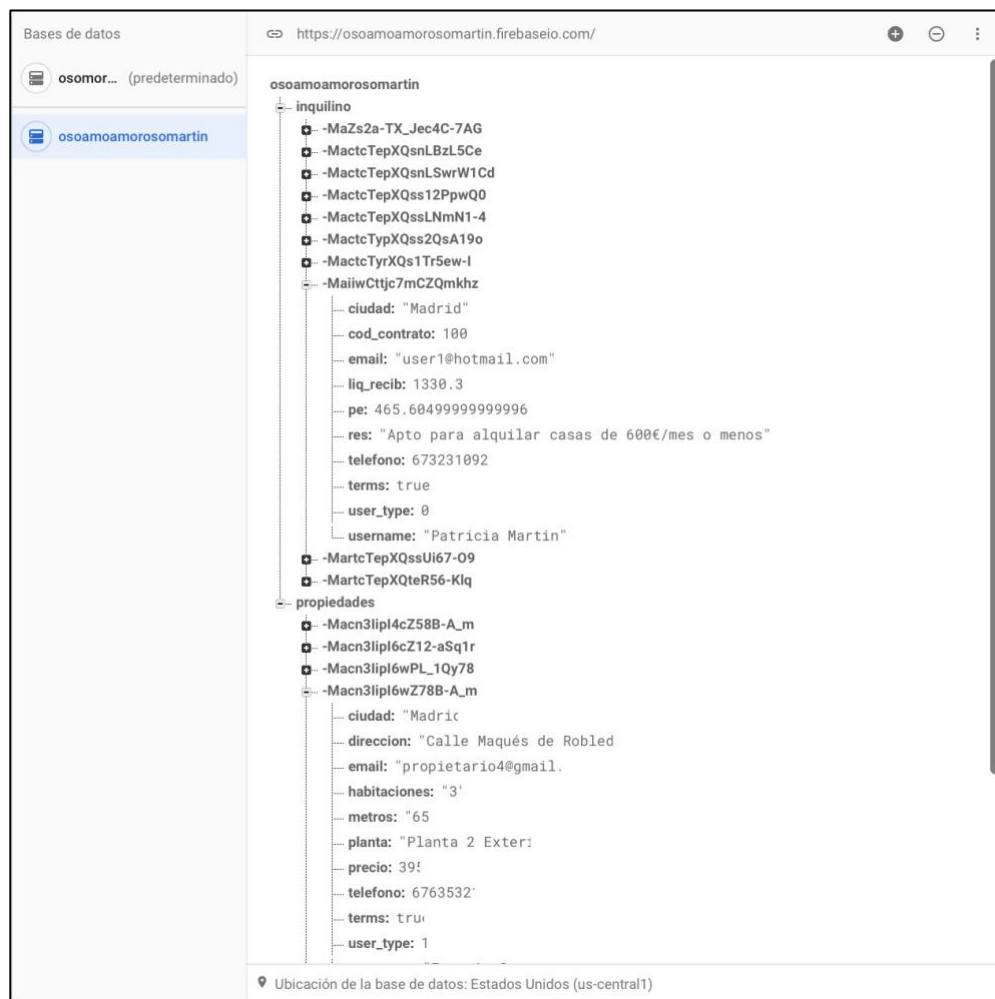 Bases de datos
https://osoamoamorosomartin.firebaseio.com/
osomor... (predeterminado)
osoamoamorosomartin
osoamoamorosomartin
inquilino
-MaZs2a-TX_Jec4C-7AG
-MactcTepXQsnLBzL5Ce
-MactcTepXQsnLSwrW1Cd
-MactcTepXQss12PpwQ0
-MactcTepXQssLNmN1-4
-MactcTypXQss2QsA19o
-MactcTyrXQs1Tr5ew-I
-MaiiwCttjc7mCZQmkhz
ciudad: "Madrid"
cod_contrato: 100
email: "user1@hotmail.com"
liq_recib: 1330.3
pe: 465.60499999999996
res: "Apto para alquilar casas de 600€/mes o menos"
telefono: 673231092
terms: true
user_type: 0
username: "Patricia Martin"
-MartcTepXQssUi67-O9
-MartcTepXQteR56-Klq
propiedades
-Macn3lipI4cZ58B-A_m
-Macn3lipI6cZ12-aSq1r
-Macn3lipI6wPL_1Qy78
-Macn3lipI6wZ78B-A_m
ciudad: "Madric
direccion: "Calle Maqués de Robled
email: "propietario4@gmail.
habitaciones: "3'
metros: "65
planta: "Planta 2 Exteri
precio: 39
telefono: 6763532
terms: tru
user_type: 1
Ubicación de la base de datos: Estados Unidos (us-central1)